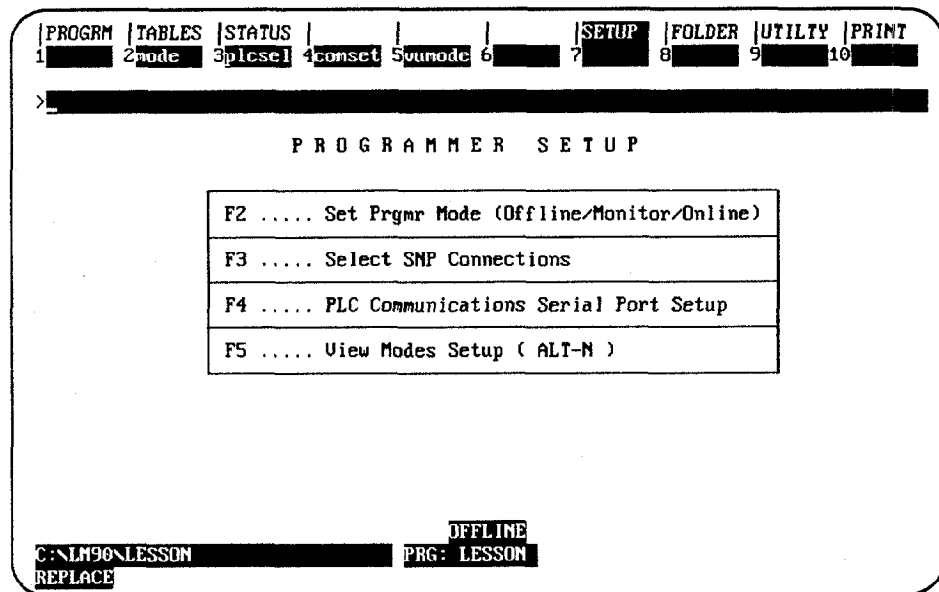 |PROGRM |TABLES |STATUS | | | |SETUP |FOLDER |UTILTY |PRINT
1 2mode 3plcsel 4comset 5vumode 6 7 8 9 10
>
PROGRAMMER SETUP
F2 ..... Set Prgmr Mode (Offline/Monitor/Online)
F3 ..... Select SNP Connections
F4 ..... PLC Communications Serial Port Setup
F5 ..... View Modes Setup ( ALT-N )
OFFLINE
C:\LM90\LESSON PRG: LESSON
REPLACE